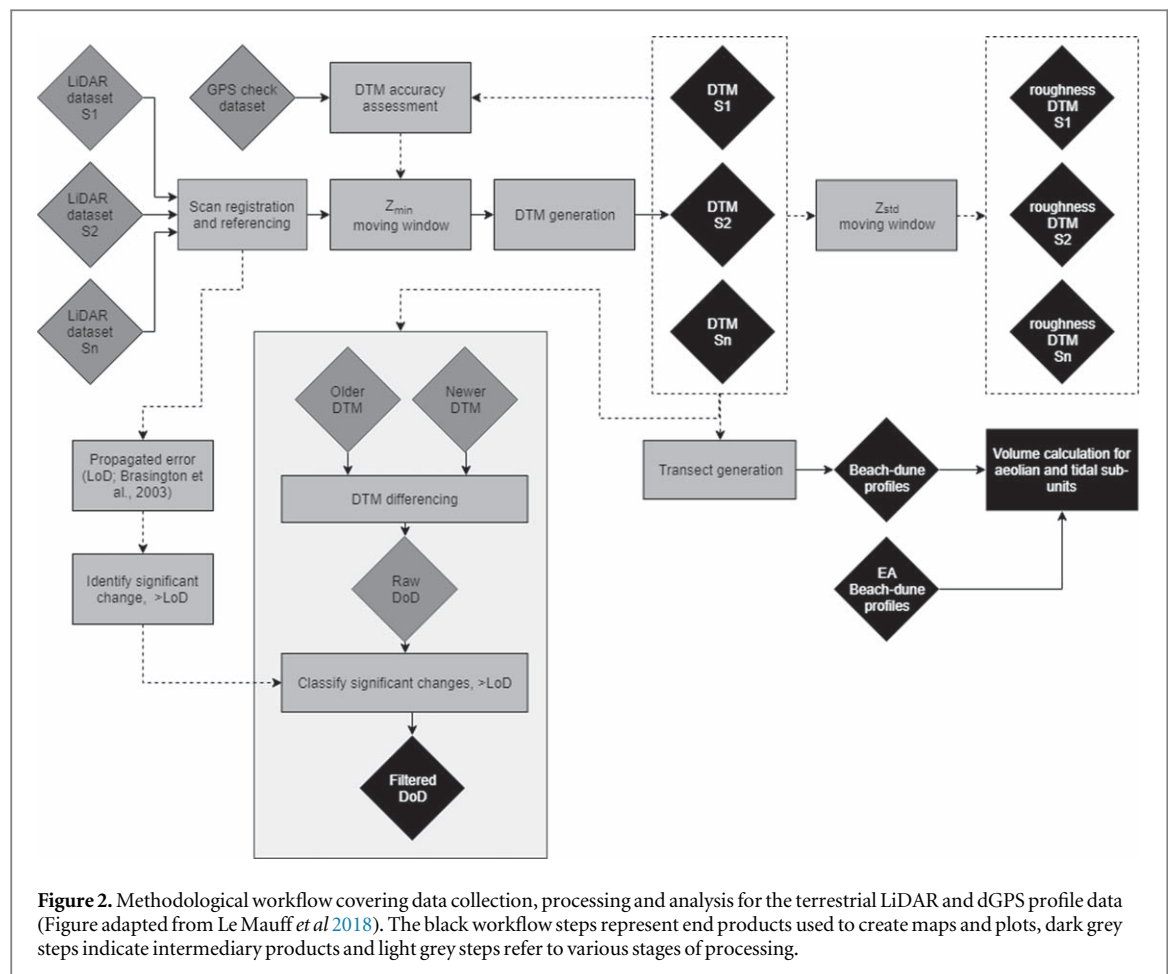 LiDAR
dataset
S1
GPS check
dataset
DTM accuracy
assessment
DTM
S1
roughness
DTM
S1
LiDAR
dataset
S2
Scan registration
and referencing
Zmin
moving window
DTM generation
DTM
S2
Zstd
moving window
roughness
DTM
S2
LiDAR
dataset
Sn
DTM
Sn
roughness
DTM
Sn
Older
DTM
Newer
DTM
Propagated error
(LoD; Brasington et
al., 2003)
DTM differencing
Transect generation
Beach-dune
profiles
Volume calculation for
aeolian and tidal sub-
units
Identify significant
change, >LoD
Raw
DoD
EA
Beach-dune
profiles
Classify significant changes, >LoD
Filtered
DoD
Figure 2. Methodological workflow covering data collection, processing and analysis for the terrestrial LiDAR and dGPS profile data
(Figure adapted from Le Mauff et al 2018). The black workflow steps represent end products used to create maps and plots, dark grey
steps indicate intermediary products and light grey steps refer to various stages of processing.